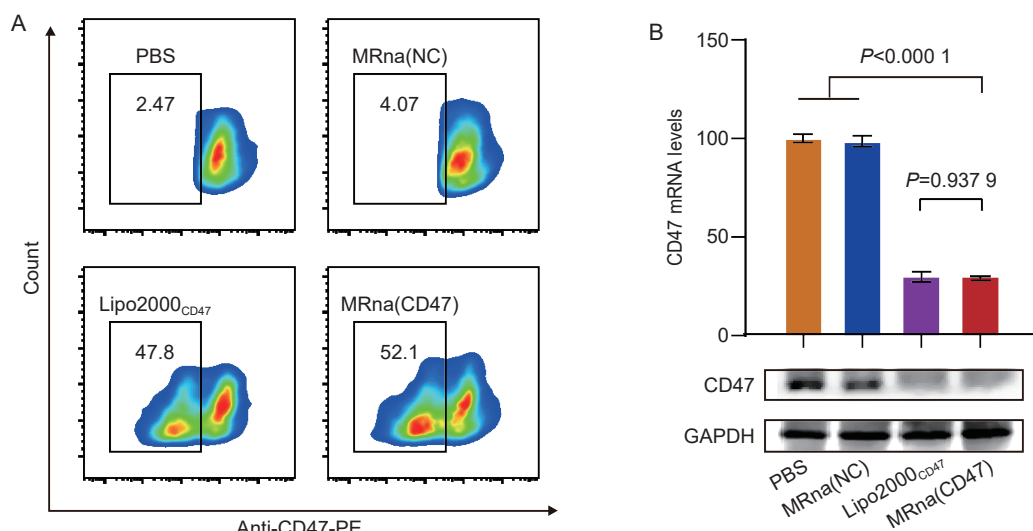 A
PBS
2.47
MRna(NC)
4.07
Lipo2000CD47
47.8
MRna(CD47)
52.1
Count
Anti-CD47-PE
B
150
100
50
0
CD47 mRNA levels
P<0.000 1
P=0.937 9
CD47
GAPDH
PBS
MRna(NC)
Lipo2000CD47
MRna(CD47)